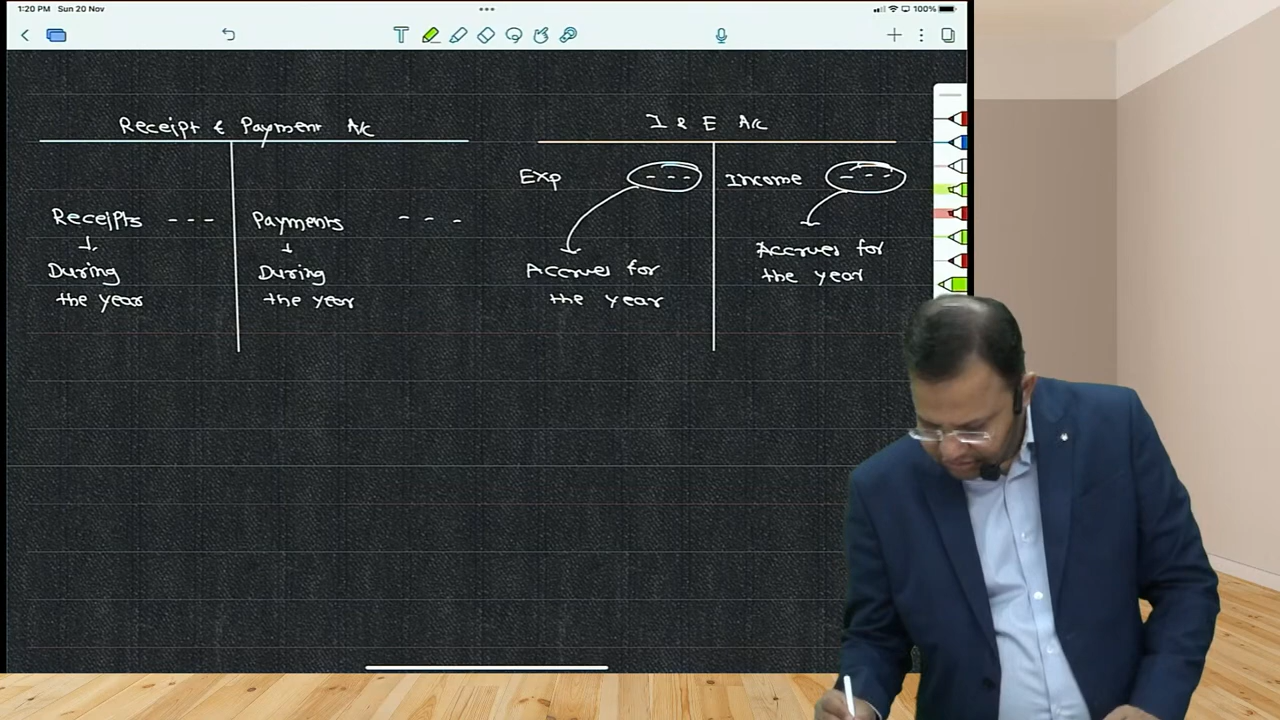 1:20 PM Sun 20 Nov
100%
T
Receipt & Payment A/c
I & E A/c
Exp - - - Income - - -
Receipts - - - Payments - - -
During
the year
During
the year
Accrues for
the year
Accrues for
the year